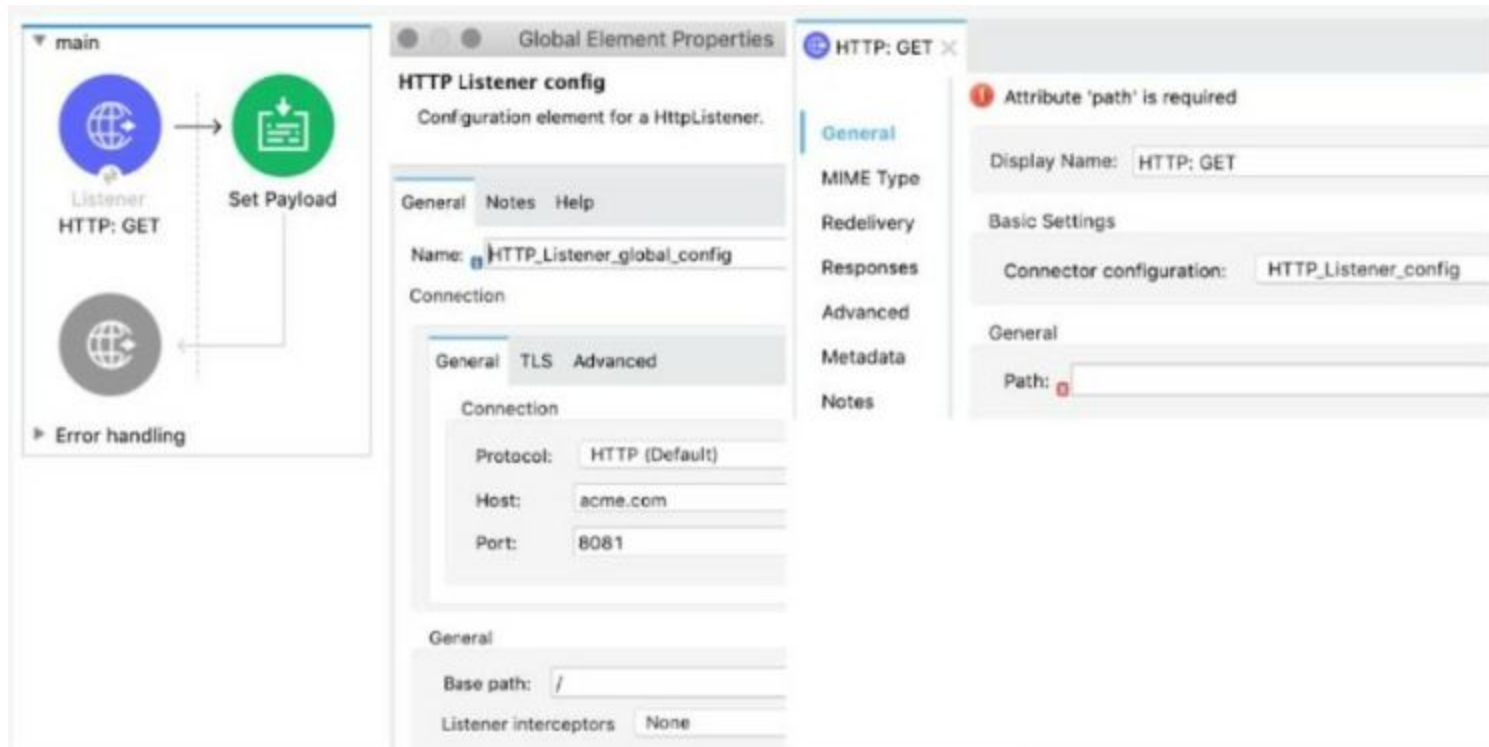 main
Listener
HTTP: GET
Set Payload
Error handling
Global Element Properties
HTTP Listener config
Configuration element for a HttpListener.
General Notes Help
Name: HTTP_Listener_global_config
Connection
General TLS Advanced
Connection
Protocol: HTTP (Default)
Host: acme.com
Port: 8081
General
Base path: /
Listener interceptors None
HTTP: GET
General
MIME Type
Redelivery
Responses
Advanced
Metadata
Notes
Attribute 'path' is required
Display Name: HTTP: GET
Basic Settings
Connector configuration: HTTP_Listener_config
General
Path: